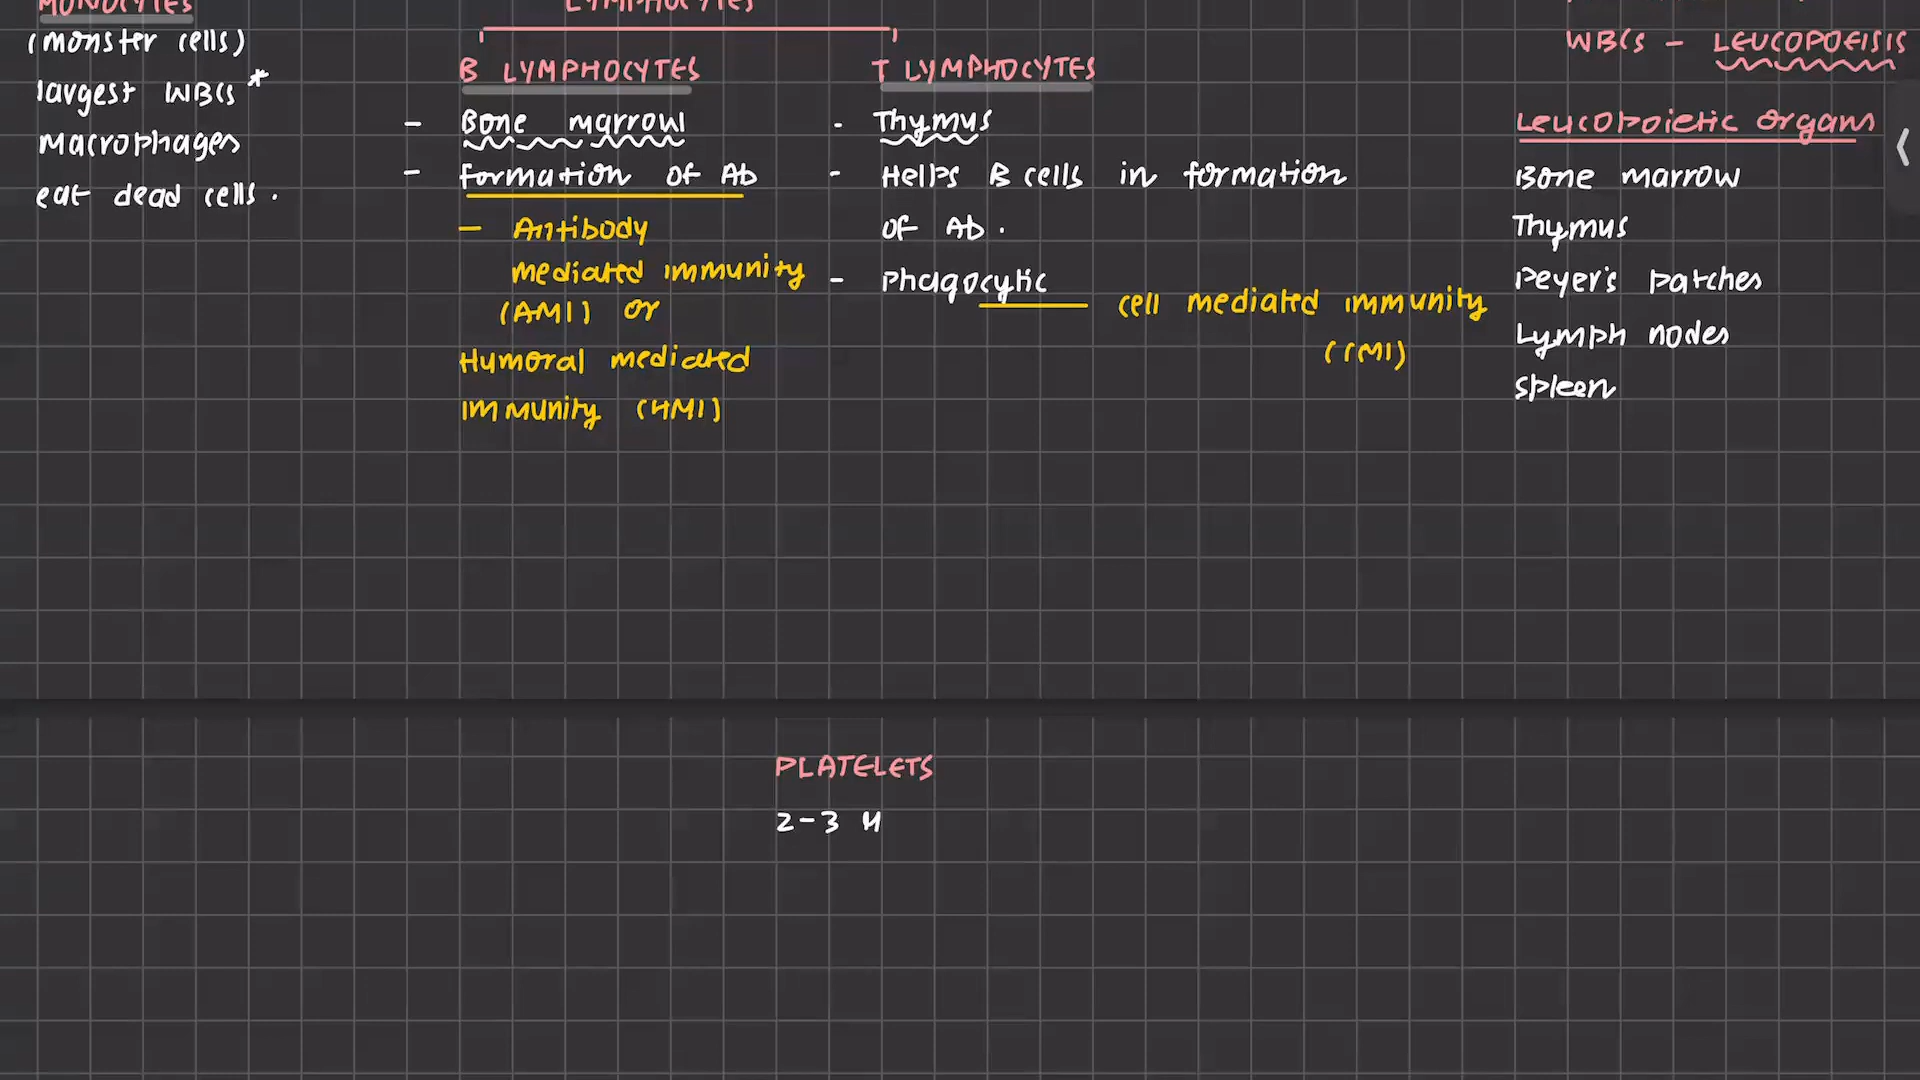 MONOCYTES
(monster cells)
largest WBCs*
Macrophages
eat dead cells.
LYMPHOCYTES
B LYMPHOCYTES
- Bone marrow
- Formation of Ab
- Antibody
mediated immunity
(AMI) or
Humoral mediated
Immunity (HMI)
T LYMPHOCYTES
- Thymus
- Helps B cells in formation
of Ab.
- Phagocytic
cell mediated immunity
(CMI)
WBCs - LEUCOPOEISIS
Leucopoietic organs
Bone marrow
Thymus
Peyer's patches
Lymph nodes
Spleen
PLATELETS
2-3 M